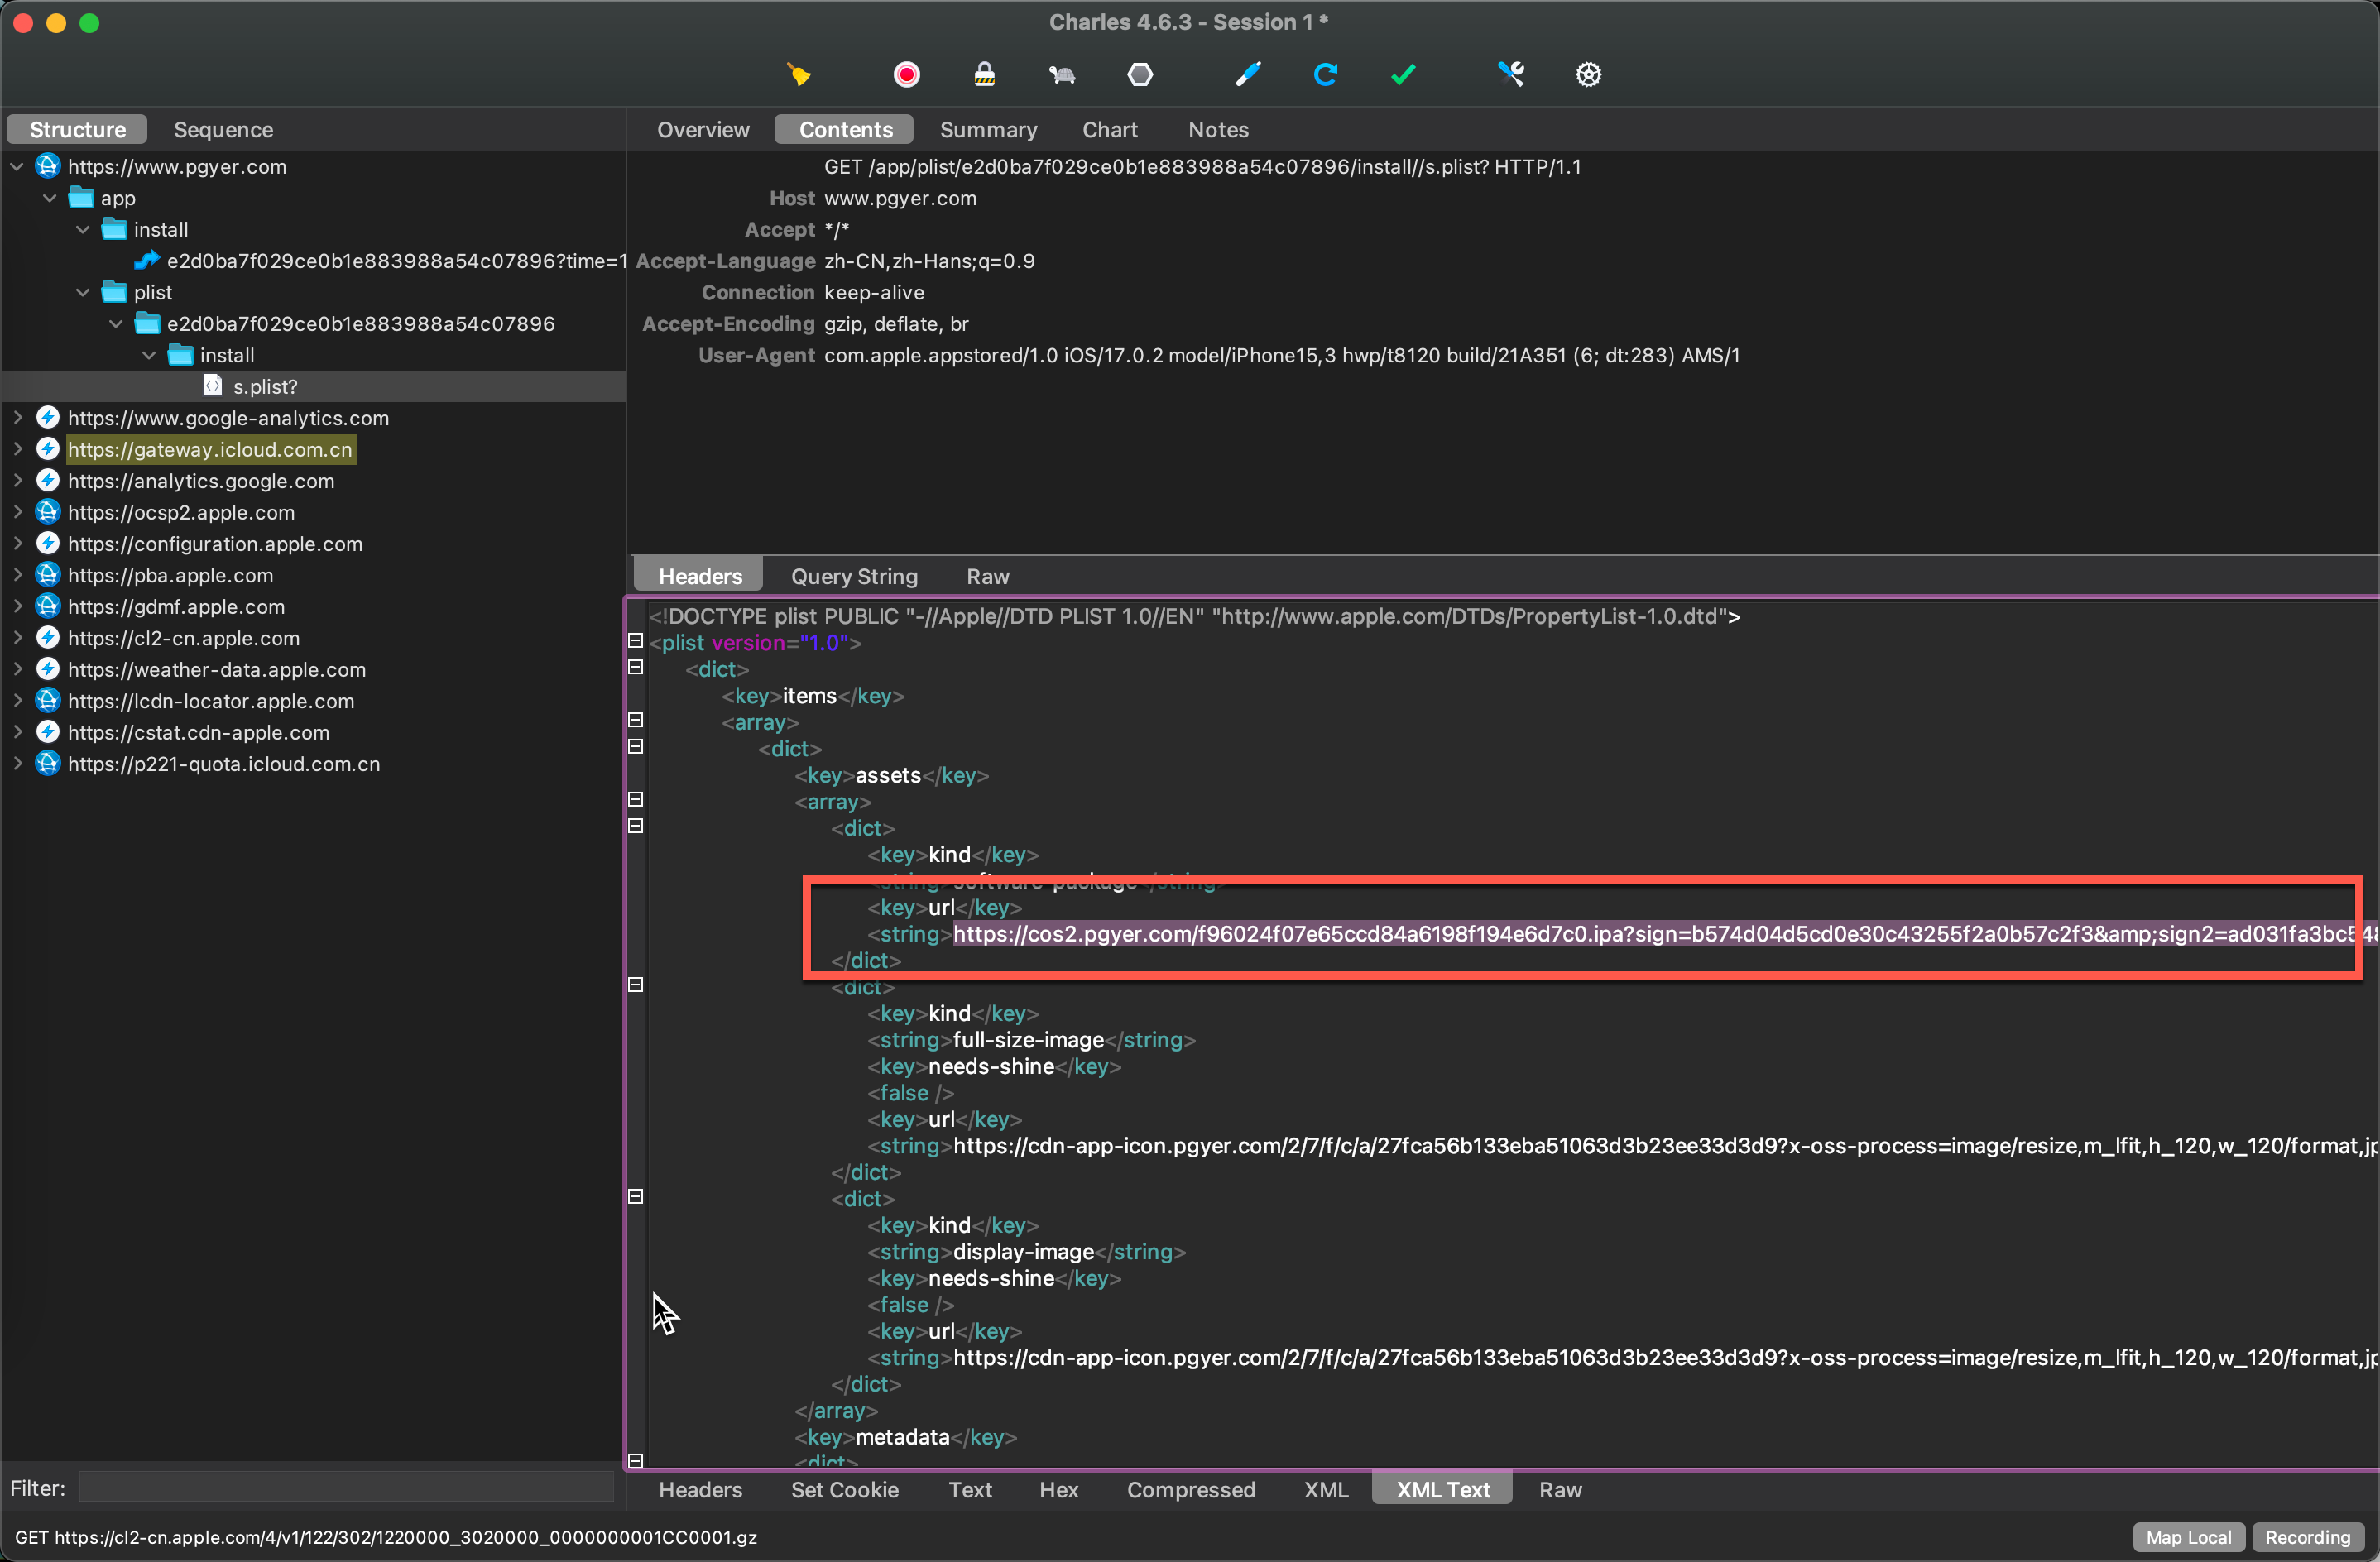 Charles 4.6.3 - Session 1 *
Structure
Sequence
https://www.pgyer.com
app
install
e2d0ba7f029ce0b1e883988a54c07896?time=1
plist
e2d0ba7f029ce0b1e883988a54c07896
install
s.plist?
https://www.google-analytics.com
https://gateway.icloud.com.cn
https://analytics.google.com
https://ocsp2.apple.com
https://configuration.apple.com
https://pba.apple.com
https://gdmf.apple.com
https://cl2-cn.apple.com
https://weather-data.apple.com
https://lcdn-locator.apple.com
https://cstat.cdn-apple.com
https://p221-quota.icloud.com.cn
Filter:
Overview
Contents
Summary
Chart
Notes
GET /app/plist/e2d0ba7f029ce0b1e883988a54c07896/install//s.plist? HTTP/1.1
Host www.pgyer.com
Accept */*
Accept-Language zh-CN,zh-Hans;q=0.9
Connection keep-alive
Accept-Encoding gzip, deflate, br
User-Agent com.apple.appstored/1.0 iOS/17.0.2 model/iPhone15,3 hwp/t8120 build/21A351 (6; dt:283) AMS/1
Headers
Query String
Raw
<!DOCTYPE plist PUBLIC "-//Apple//DTD PLIST 1.0//EN" "http://www.apple.com/DTDs/PropertyList-1.0.dtd">
<plist version="1.0">
<dict>
<key>items</key>
<array>
<dict>
<key>assets</key>
<array>
<dict>
<key>kind</key>
<string>software-package</string>
<key>url</key>
<string>https://cos2.pgyer.com/f96024f07e65ccd84a6198f194e6d7c0.ipa?sign=b574d04d5cd0e30c43255f2a0b57c2f3&amp;sign2=ad031fa3bc548
</dict>
<dict>
<key>kind</key>
<string>full-size-image</string>
<key>needs-shine</key>
<false />
<key>url</key>
<string>https://cdn-app-icon.pgyer.com/2/7/f/c/a/27fca56b133eba51063d3b23ee33d3d9?x-oss-process=image/resize,m_lfit,h_120,w_120/format,jp
</dict>
<dict>
<key>kind</key>
<string>display-image</string>
<key>needs-shine</key>
<false />
<key>url</key>
<string>https://cdn-app-icon.pgyer.com/2/7/f/c/a/27fca56b133eba51063d3b23ee33d3d9?x-oss-process=image/resize,m_lfit,h_120,w_120/format,jp
</dict>
</array>
<key>metadata</key>
<dict>
Headers
Set Cookie
Text
Hex
Compressed
XML
XML Text
Raw
GET https://cl2-cn.apple.com/4/v1/122/302/1220000_3020000_0000000001CC0001.gz
Map Local
Recording